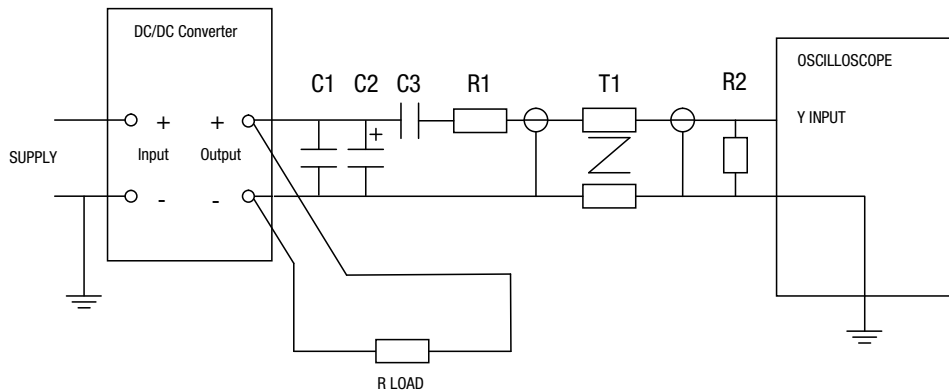 DC/DC Converter
OSCILLOSCOPE
C1 C2 C3 R1 T1 R2
+ + + Y INPUT
SUPPLY Input Output
- -
R LOAD